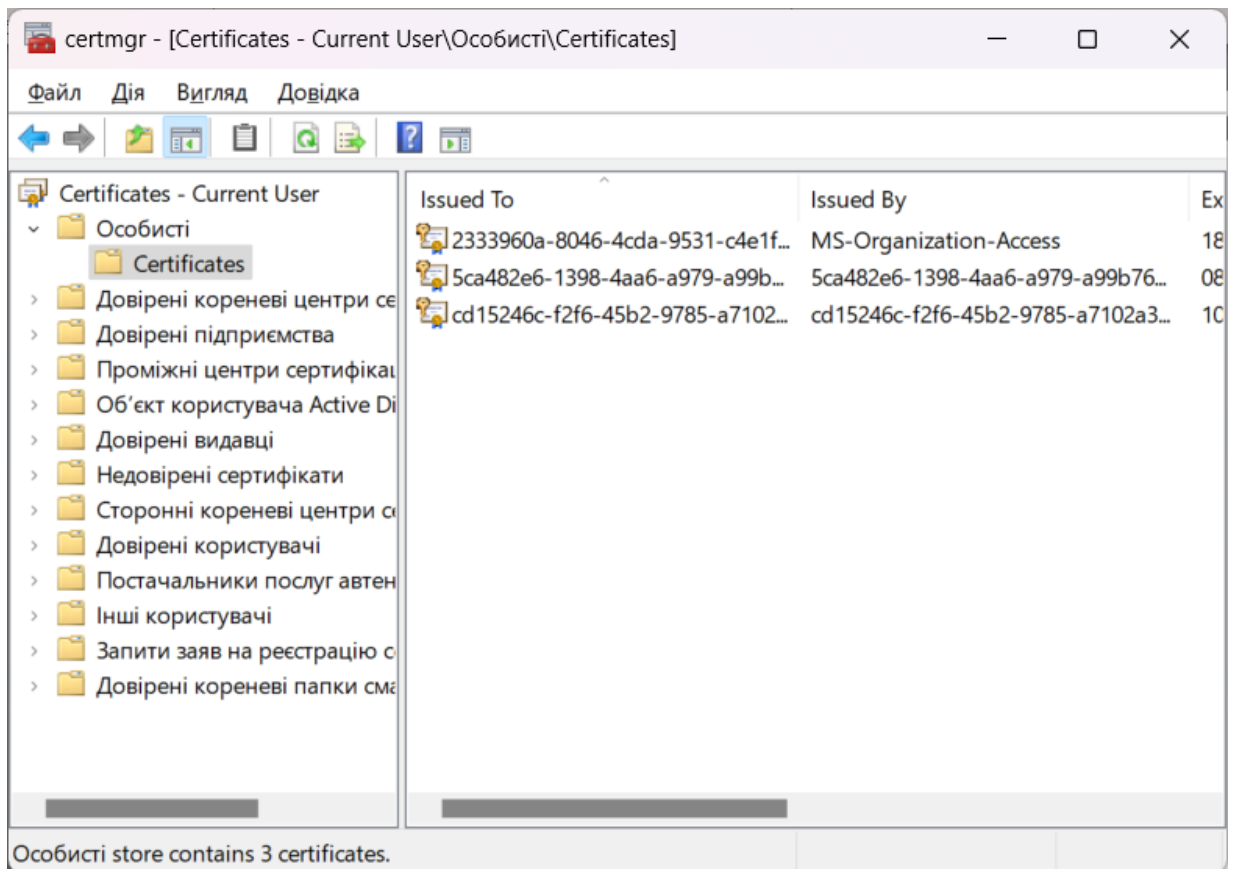 certmgr - [Certificates - Current User\Особисті\Certificates]
Файл Дія Вигляд Довідка
Certificates - Current User
Особисті
Certificates
Довірені кореневі центри се
Довірені підприємства
Проміжні центри сертифікац
Об’єкт користувача Active Di
Довірені видавці
Недовірені сертифікати
Сторонні кореневі центри се
Довірені користувачі
Постачальники послуг автен
Інші користувачі
Запити заяв на реєстрацію се
Довірені кореневі папки сма
Issued To Issued By Ex
2333960a-8046-4cda-9531-c4e1f... MS-Organization-Access 18
5ca482e6-1398-4aa6-a979-a99b... 5ca482e6-1398-4aa6-a979-a99b76... 08
cd15246c-f2f6-45b2-9785-a7102... cd15246c-f2f6-45b2-9785-a7102a3... 10
Особисті store contains 3 certificates.